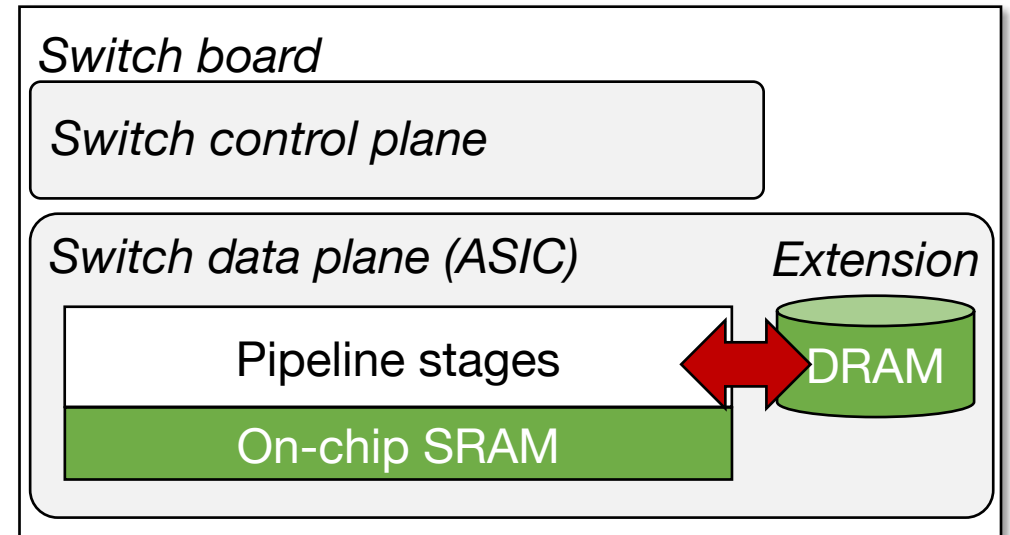 Switch board
Switch control plane
Switch data plane (ASIC)
Extension
Pipeline stages
DRAM
On-chip SRAM